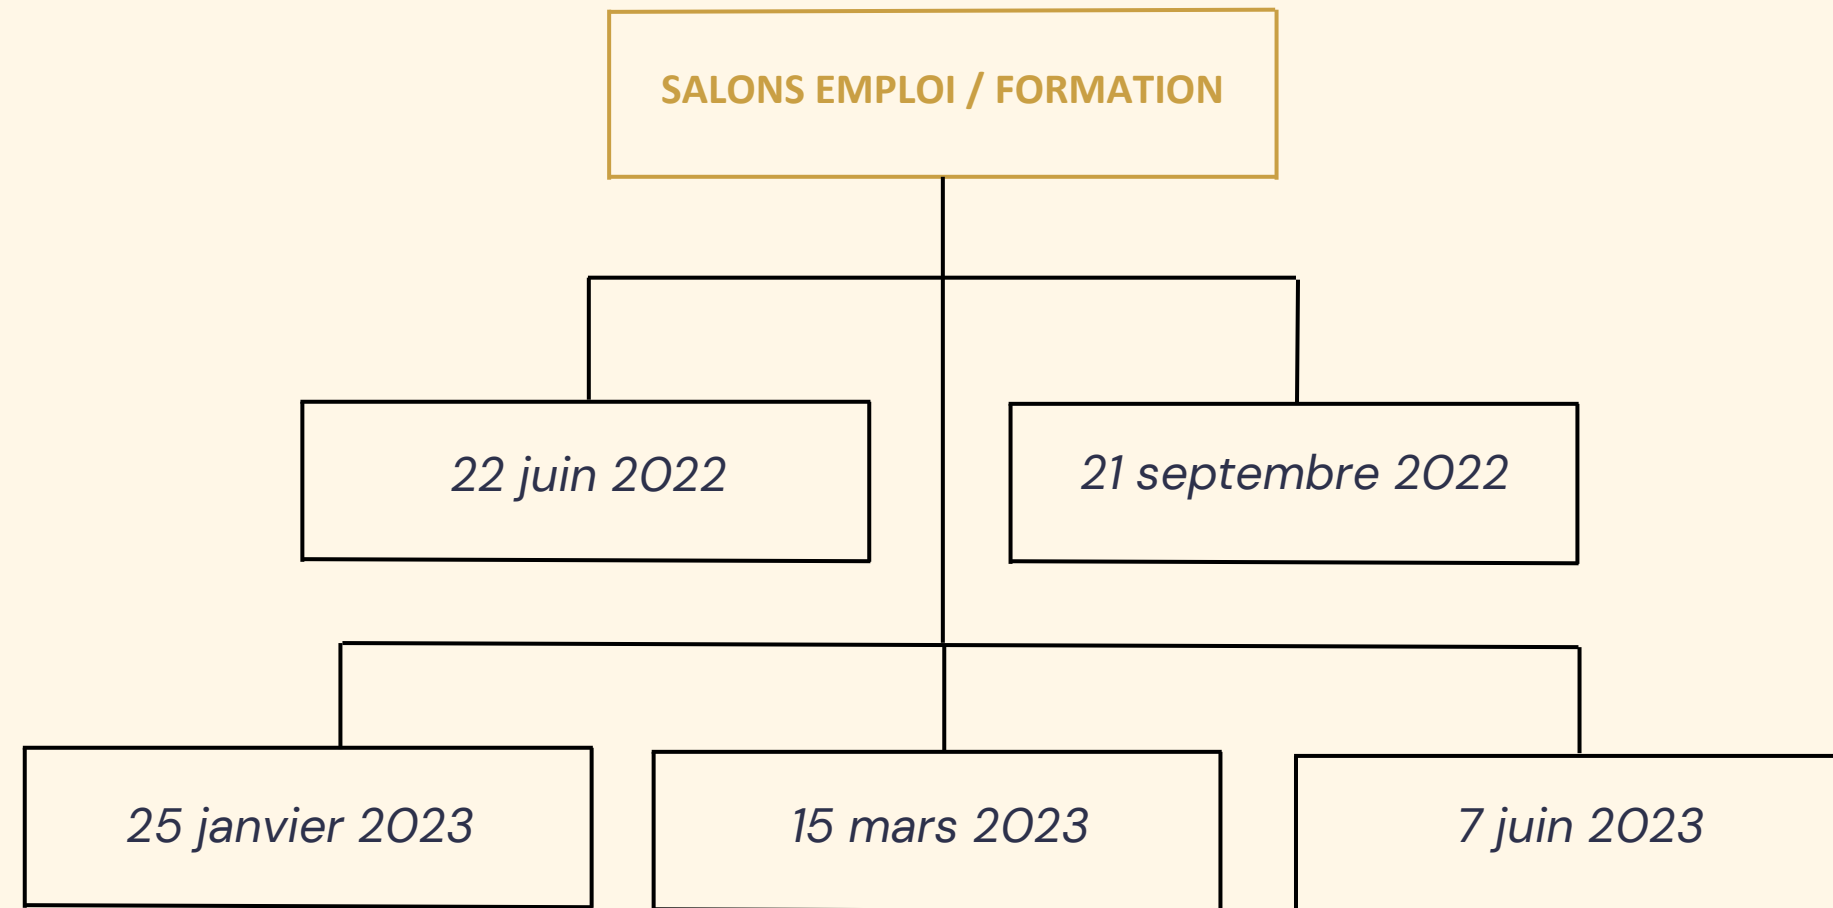 SALONS EMPLOI / FORMATION
22 juin 2022
21 septembre 2022
25 janvier 2023
15 mars 2023
7 juin 2023